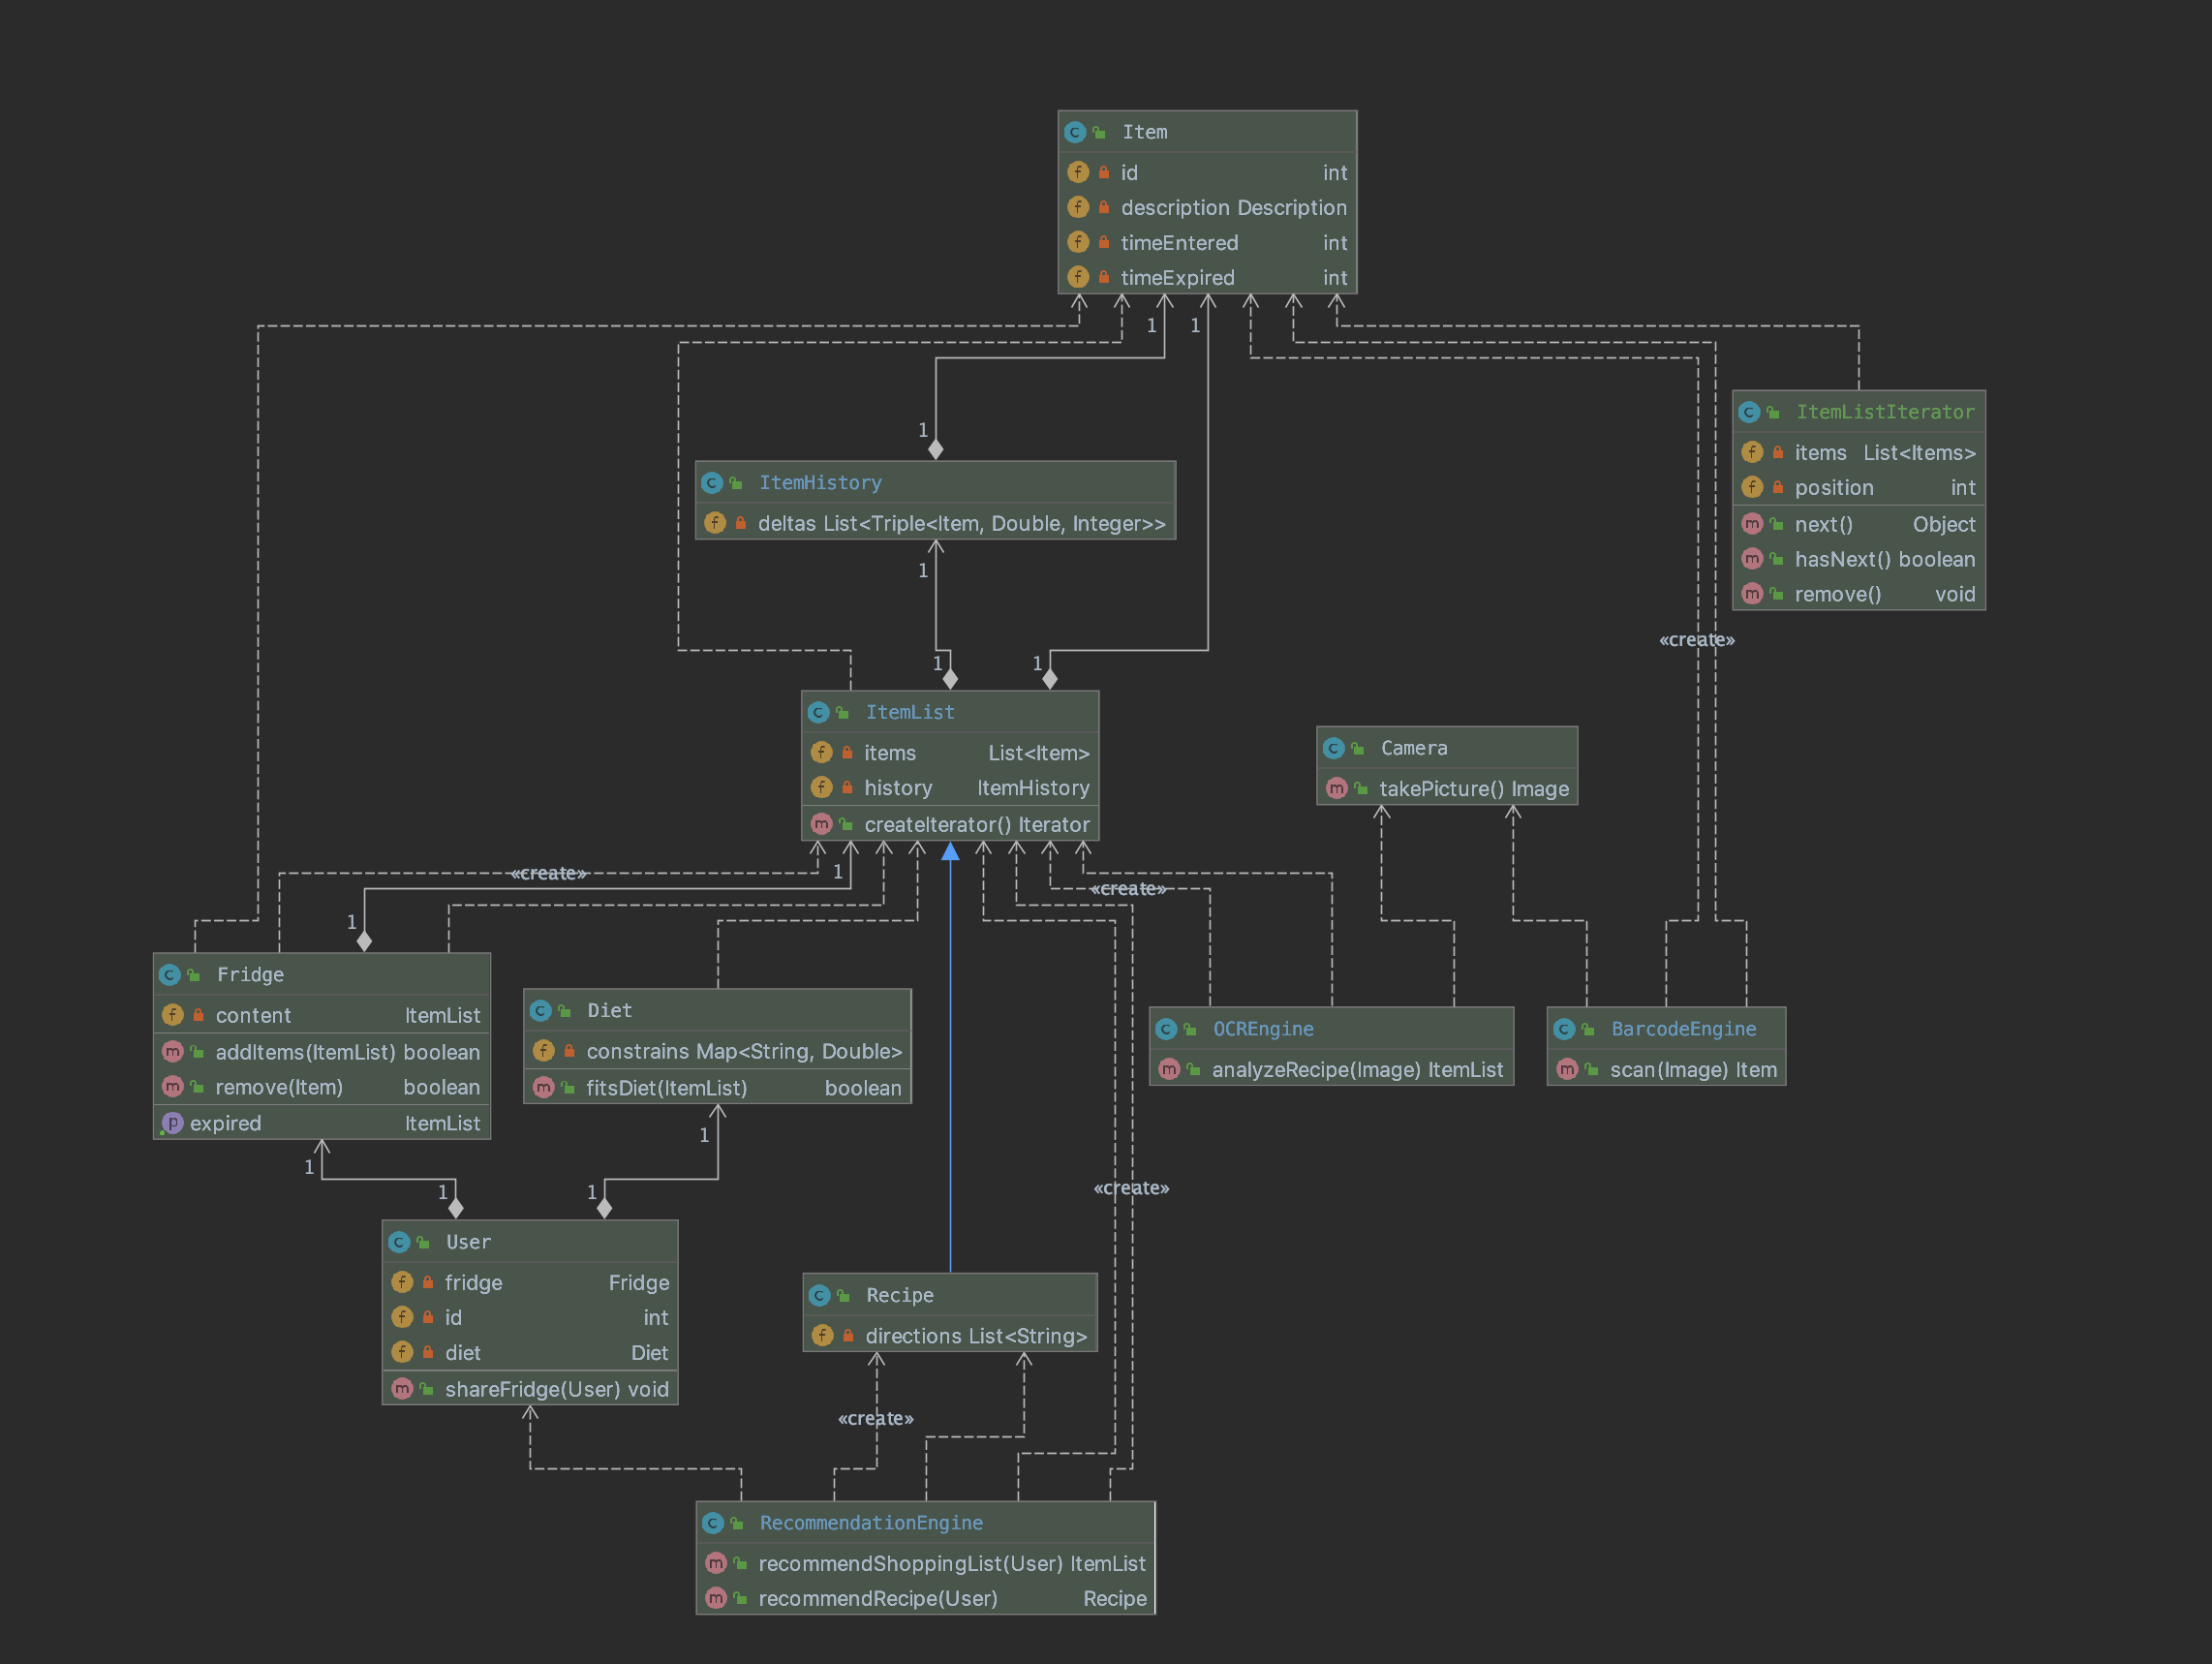 Item
id int
description Description
timeEntered int
timeExpired int
1 1
ItemListIterator
items List<Items>
position int
next() Object
hasNext() boolean
remove() void
1
ItemHistory
deltas List<Triple<Item, Double, Integer>>
1
«create»
1 1
ItemList
items List<Item>
history ItemHistory
createIterator() Iterator
Camera
takePicture() Image
«create» 1 «create»
1
Fridge
content ItemList
addItems(ItemList) boolean
remove(Item) boolean
expired ItemList
Diet
constrains Map<String, Double>
fitsDiet(ItemList) boolean
OCREngine
analyzeRecipe(Image) ItemList
BarcodeEngine
scan(Image) Item
1
1
1 1
«create»
User
fridge Fridge
id int
diet Diet
shareFridge(User) void
Recipe
directions List<String>
«create»
RecommendationEngine
recommendShoppingList(User) ItemList
recommendRecipe(User) Recipe